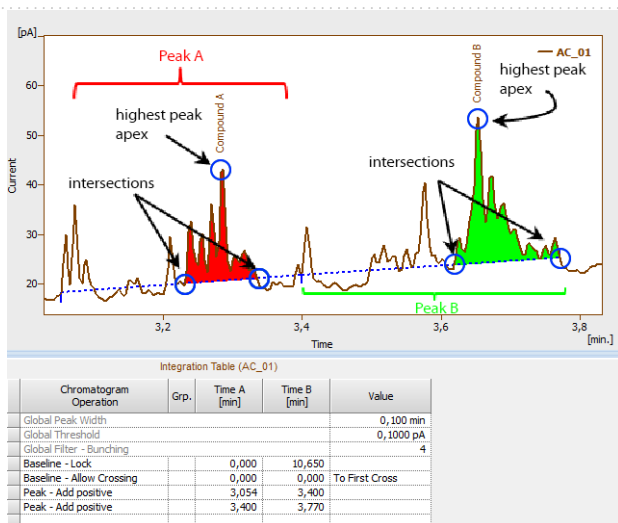 [pA]
Peak A
Compound B
AC_01
60
highest peak
apex
Compound A
highest peak
apex
50
Current
intersections
intersections
40
30
20
Peak B
3,2
3,4
3,6
3,8
Time
[min.]
Integration Table (AC_01)
Chromatogram Operation Grp. Time A [min] Time B [min] Value
Global Peak Width 0,100 min
Global Threshold 0,1000 pA
Global Filter - Bunching 4
Baseline - Lock 0,000 10,650
Baseline - Allow Crossing 0,000 0,000 To First Cross
Peak - Add positive 3,054 3,400
Peak - Add positive 3,400 3,770